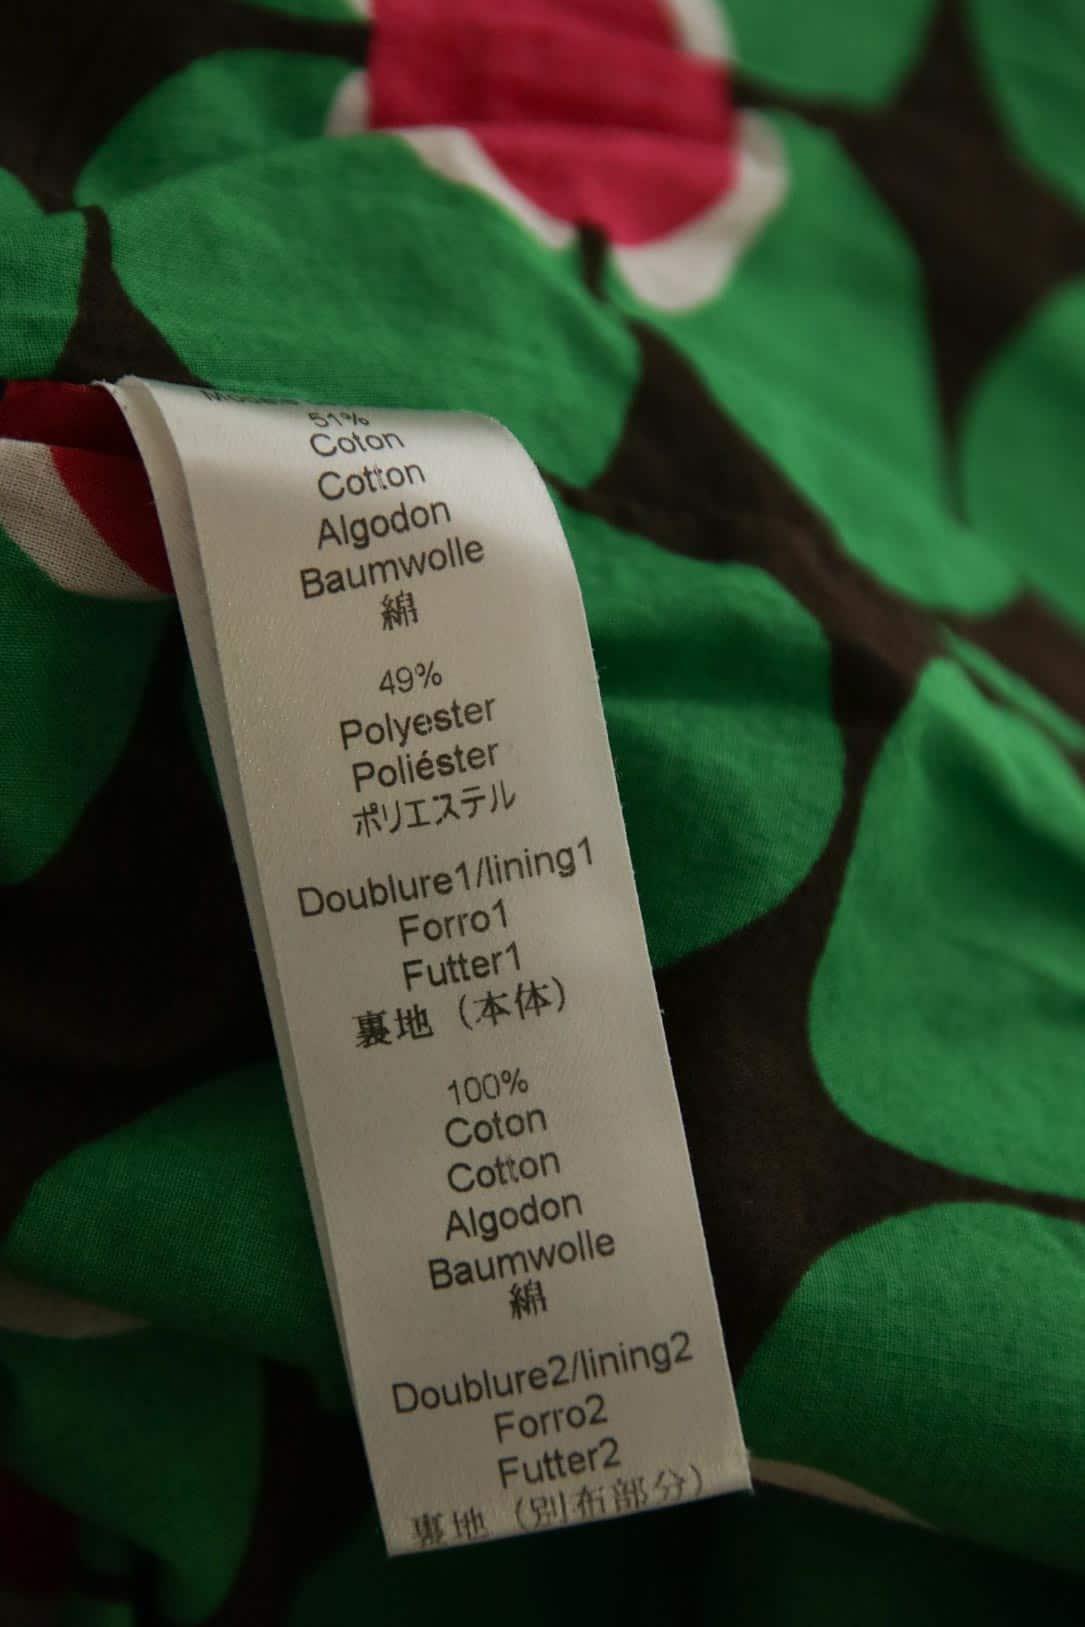 51%
Coton
Cotton
Algodon
Baumwolle
綿
49%
Polyester
Poliéster
ポリエステル
Doublure1/lining1
Forro1
Futter1
裏地（本体）
100%
Coton
Cotton
Algodon
Baumwolle
綿
Doublure2/lining2
Forro2
Futter2
裏地（別布部分）